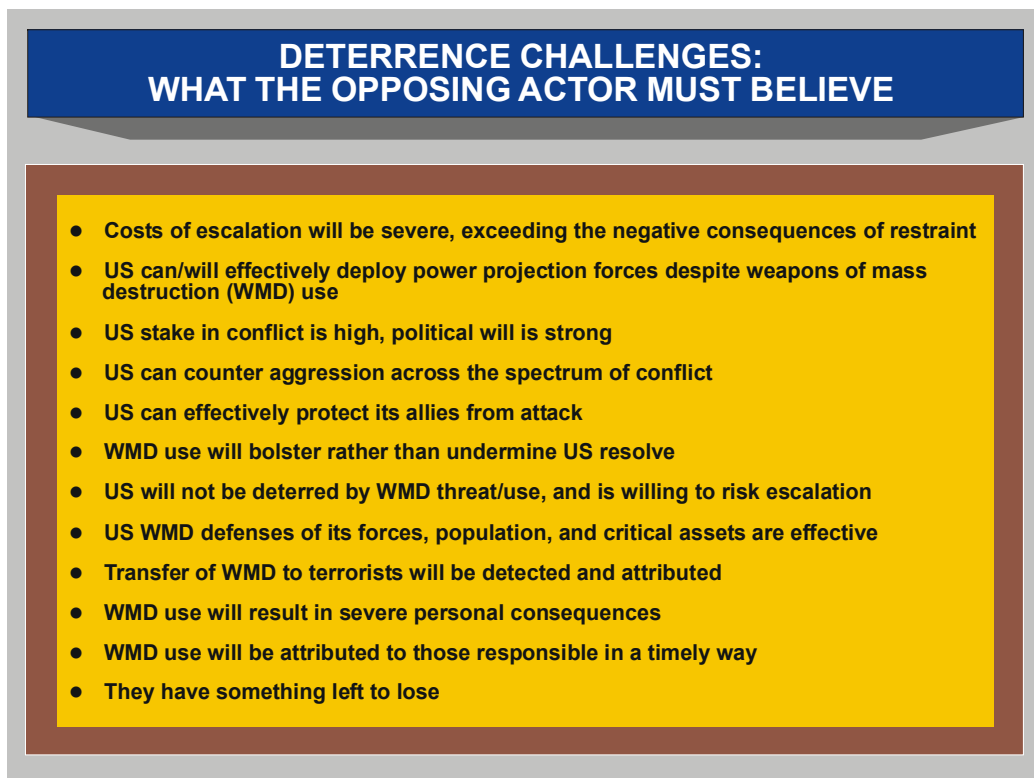 DETERRENCE CHALLENGES:
WHAT THE OPPOSING ACTOR MUST BELIEVE
● Costs of escalation will be severe, exceeding the negative consequences of restraint
● US can/will effectively deploy power projection forces despite weapons of mass
destruction (WMD) use
● US stake in conflict is high, political will is strong
● US can counter aggression across the spectrum of conflict
● US can effectively protect its allies from attack
● WMD use will bolster rather than undermine US resolve
● US will not be deterred by WMD threat/use, and is willing to risk escalation
● US WMD defenses of its forces, population, and critical assets are effective
● Transfer of WMD to terrorists will be detected and attributed
● WMD use will result in severe personal consequences
● WMD use will be attributed to those responsible in a timely way
● They have something left to lose